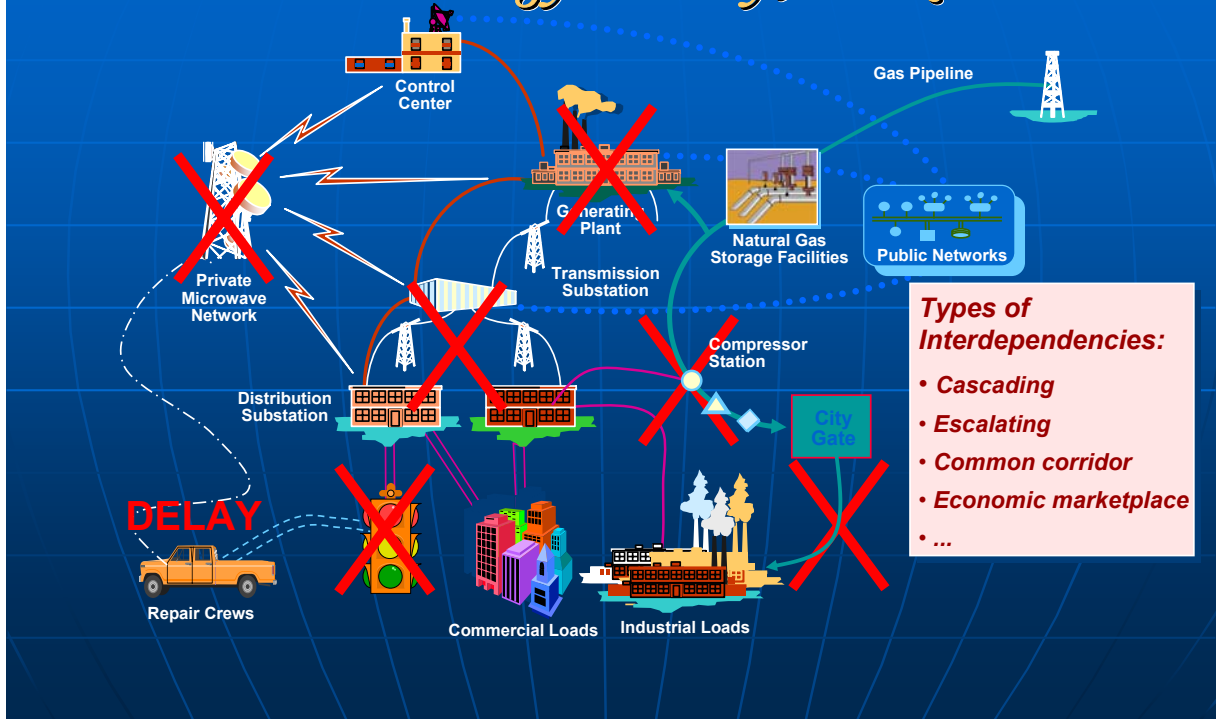 Control
Center
Gas Pipeline
Generating
Plant
Natural Gas
Storage Facilities
Public Networks
Transmission
Substation
Private
Microwave
Network
Types of
Interdependencies:
• Cascading
• Escalating
• Common corridor
• Economic marketplace
• ...
Compressor
Station
Distribution
Substation
City
Gate
DELAY
Repair Crews
Commercial Loads
Industrial Loads